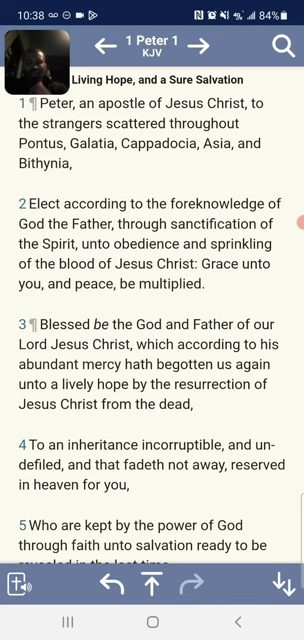 10:38
84%
1 Peter 1
KJV
Living Hope, and a Sure Salvation
1 ¶ Peter, an apostle of Jesus Christ, to
the strangers scattered throughout
Pontus, Galatia, Cappadocia, Asia, and
Bithynia,
2 Elect according to the foreknowledge of
God the Father, through sanctification of
the Spirit, unto obedience and sprinkling
of the blood of Jesus Christ: Grace unto
you, and peace, be multiplied.
3 ¶ Blessed be the God and Father of our
Lord Jesus Christ, which according to his
abundant mercy hath begotten us again
unto a lively hope by the resurrection of
Jesus Christ from the dead,
4 To an inheritance incorruptible, and un-
defiled, and that fadeth not away, reserved
in heaven for you,
5 Who are kept by the power of God
through faith unto salvation ready to be
revealed in the last time.